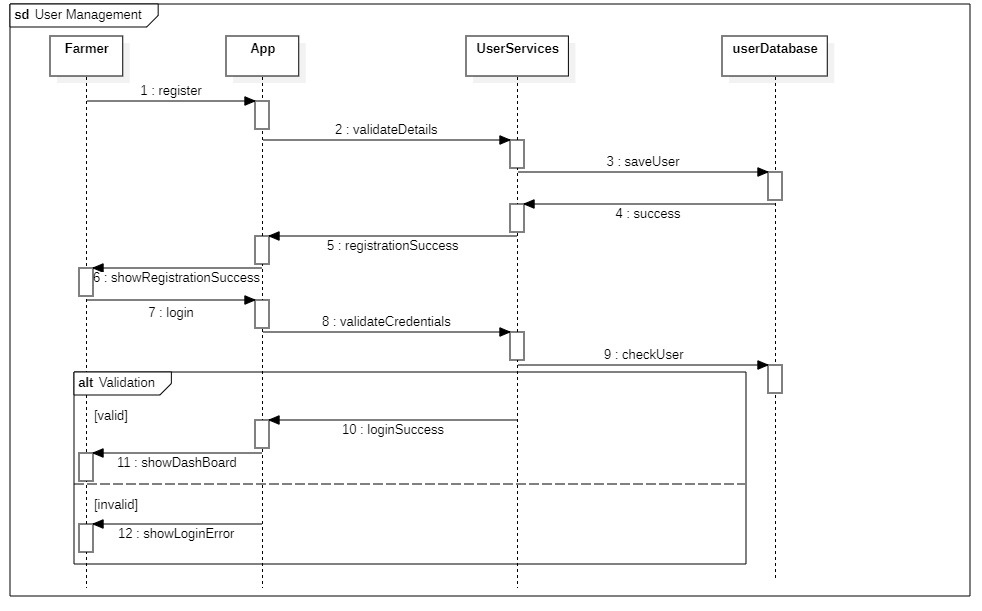 sd User Management
Farmer
App
UserServices
userDatabase
1 : register
2 : validateDetails
3 : saveUser
4 : success
5 : registrationSuccess
6 : showRegistrationSuccess
7 : login
8 : validateCredentials
9 : checkUser
alt Validation
[valid]
10 : loginSuccess
11 : showDashBoard
[invalid]
12 : showLoginError